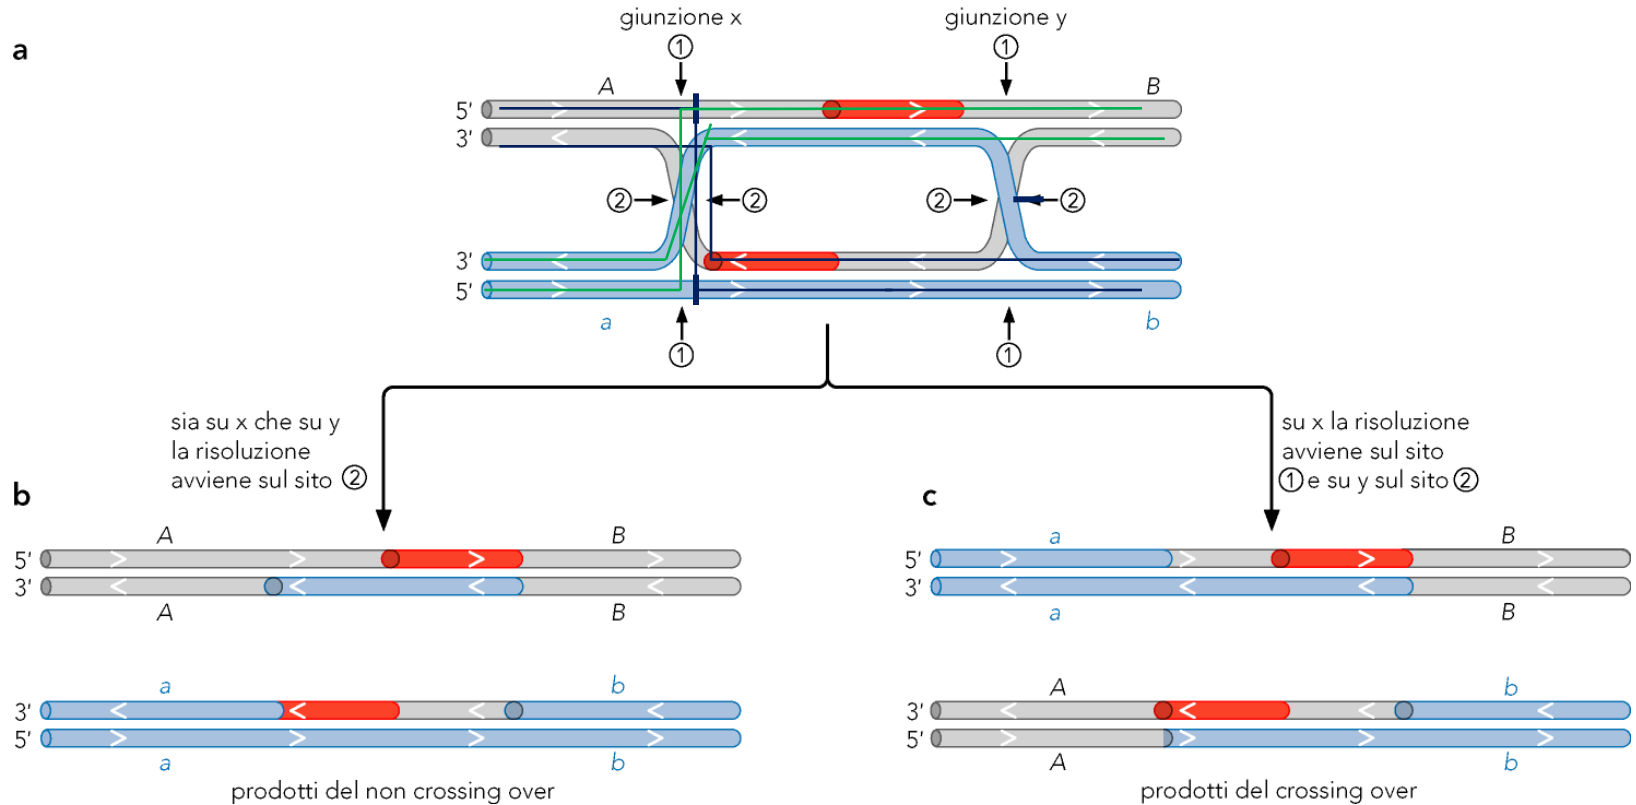 giunzione x
giunzione y
a
1
1
A
B
5'
3'
2
2
2
2
3'
5'
a
b
1
1
sia su x che su y
la risoluzione
avviene sul sito 2
su x la risoluzione
avviene sul sito
1 e su y sul sito 2
b
c
A
B
5'
3'
A
B
a
B
5'
3'
a
B
a
b
3'
5'
a
b
prodotti del non crossing over
A
b
3'
5'
A
b
prodotti del crossing over